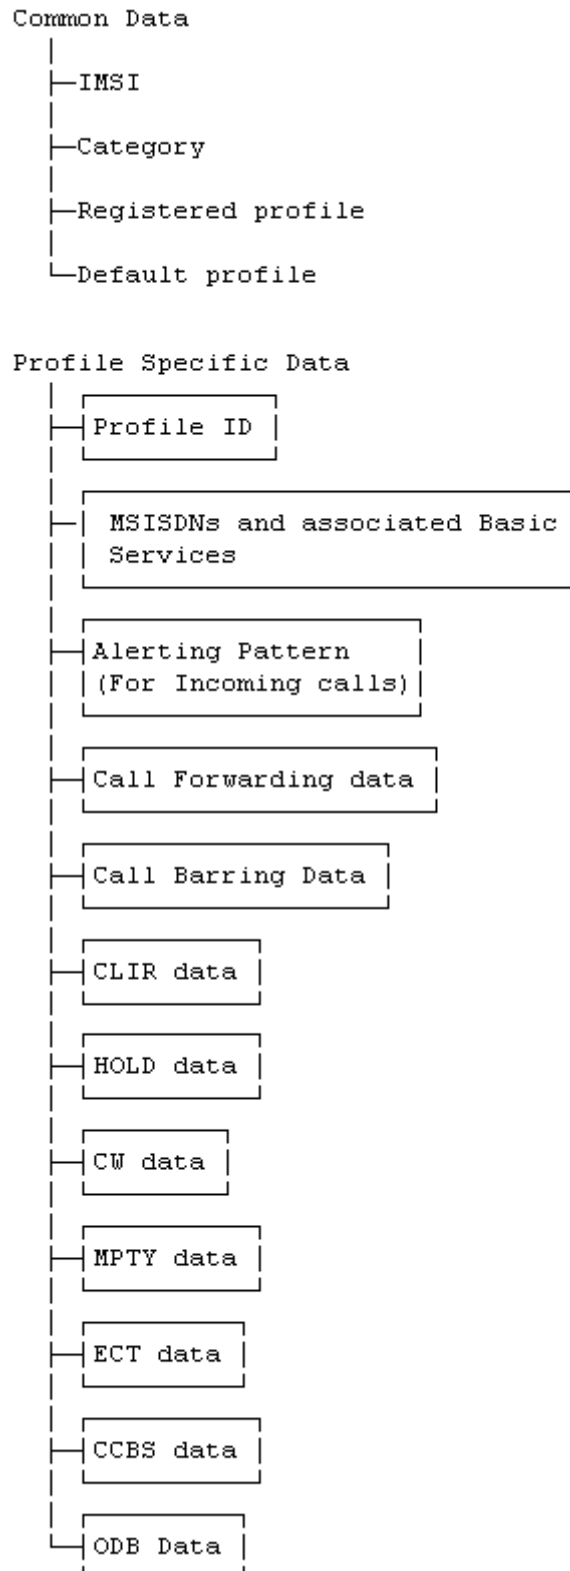 Common Data
IMSI
Category
Registered profile
Default profile
Profile Specific Data
Profile ID
MSISDNs and associated Basic
Services
Alerting Pattern
(For Incoming calls)
Call Forwarding data
Call Barring Data
CLIR data
HOLD data
CW data
MPTY data
ECT data
CCBS data
ODB Data